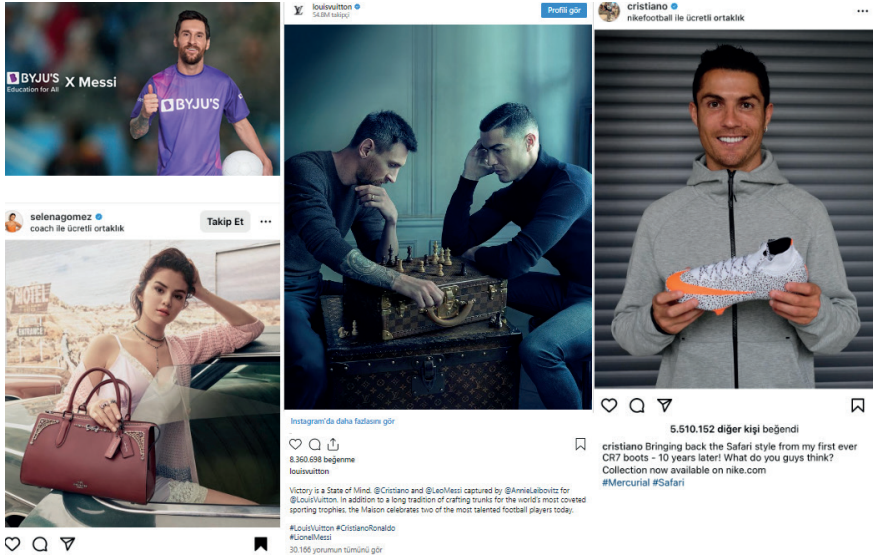 BYJU'S X Messi
Education for All
BYJU'S
selenagomez
coach ile ücretli ortaklık
Takip Et
MOTEL
ENTRANCE
louisvuitton
54.8M takipçi
Profili gör
Instagram'da daha fazlasını gör
8.360.698 beğenme
louisvuitton
Victory is a State of Mind. @Cristiano and @LeoMessi captured by @AnnieLeibovitz for
@LouisVuitton. In addition to a long tradition of crafting trunks for the world's most coveted
sporting trophies, the Maison celebrates two of the most talented football players today.
#LouisVuitton #CristianoRonaldo
#LionelMessi
30.166 yorumun tümünü gör
cristiano
nikefootball ile ücretli ortaklık
5.510.152 diğer kişi beğendi
cristiano Bringing back the Safari style from my first ever
CR7 boots - 10 years later! What do you guys think?
Collection now available on nike.com
#Mercurial #Safari